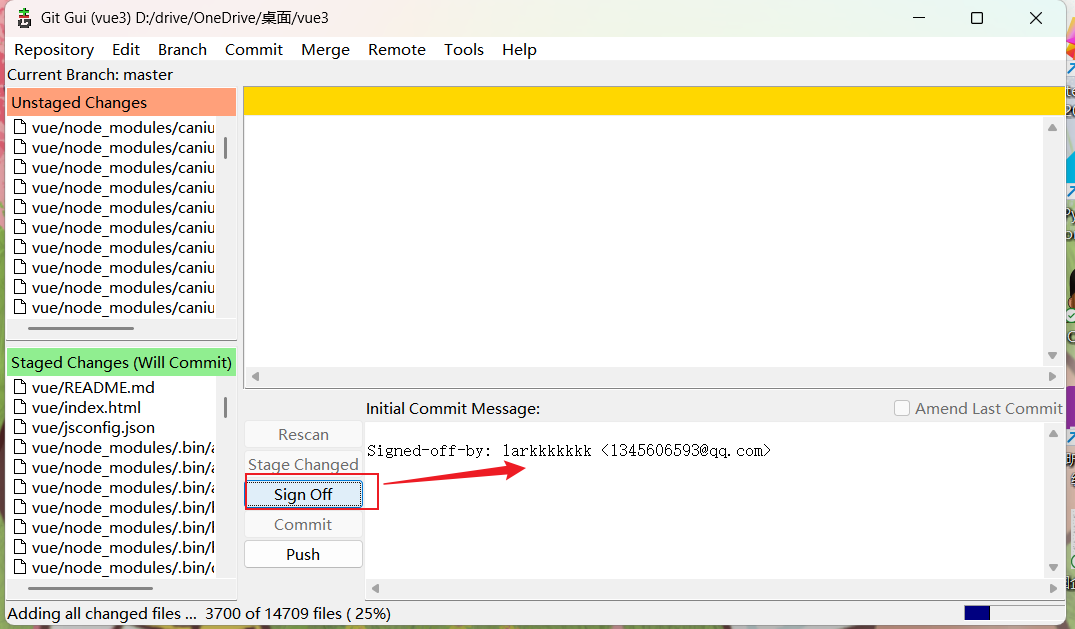 Git Gui (vue3) D:/drive/OneDrive/桌面/vue3
Repository Edit Branch Commit Merge Remote Tools Help
Current Branch: master
Unstaged Changes
vue/node_modules/caniu
vue/node_modules/caniu
vue/node_modules/caniu
vue/node_modules/caniu
vue/node_modules/caniu
vue/node_modules/caniu
vue/node_modules/caniu
vue/node_modules/caniu
vue/node_modules/caniu
vue/node_modules/caniu
Staged Changes (Will Commit)
vue/README.md
vue/index.html
vue/jsconfig.json
vue/node_modules/.bin/a
vue/node_modules/.bin/a
vue/node_modules/.bin/a
vue/node_modules/.bin/
vue/node_modules/.bin/
vue/node_modules/.bin/
vue/node_modules/.bin/
Initial Commit Message:
Amend Last Commit
Rescan
Stage Changed
Sign Off
Commit
Push
Signed-off-by: larkkkkkkk <1345606593@qq.com>
Adding all changed files ... 3700 of 14709 files ( 25%)